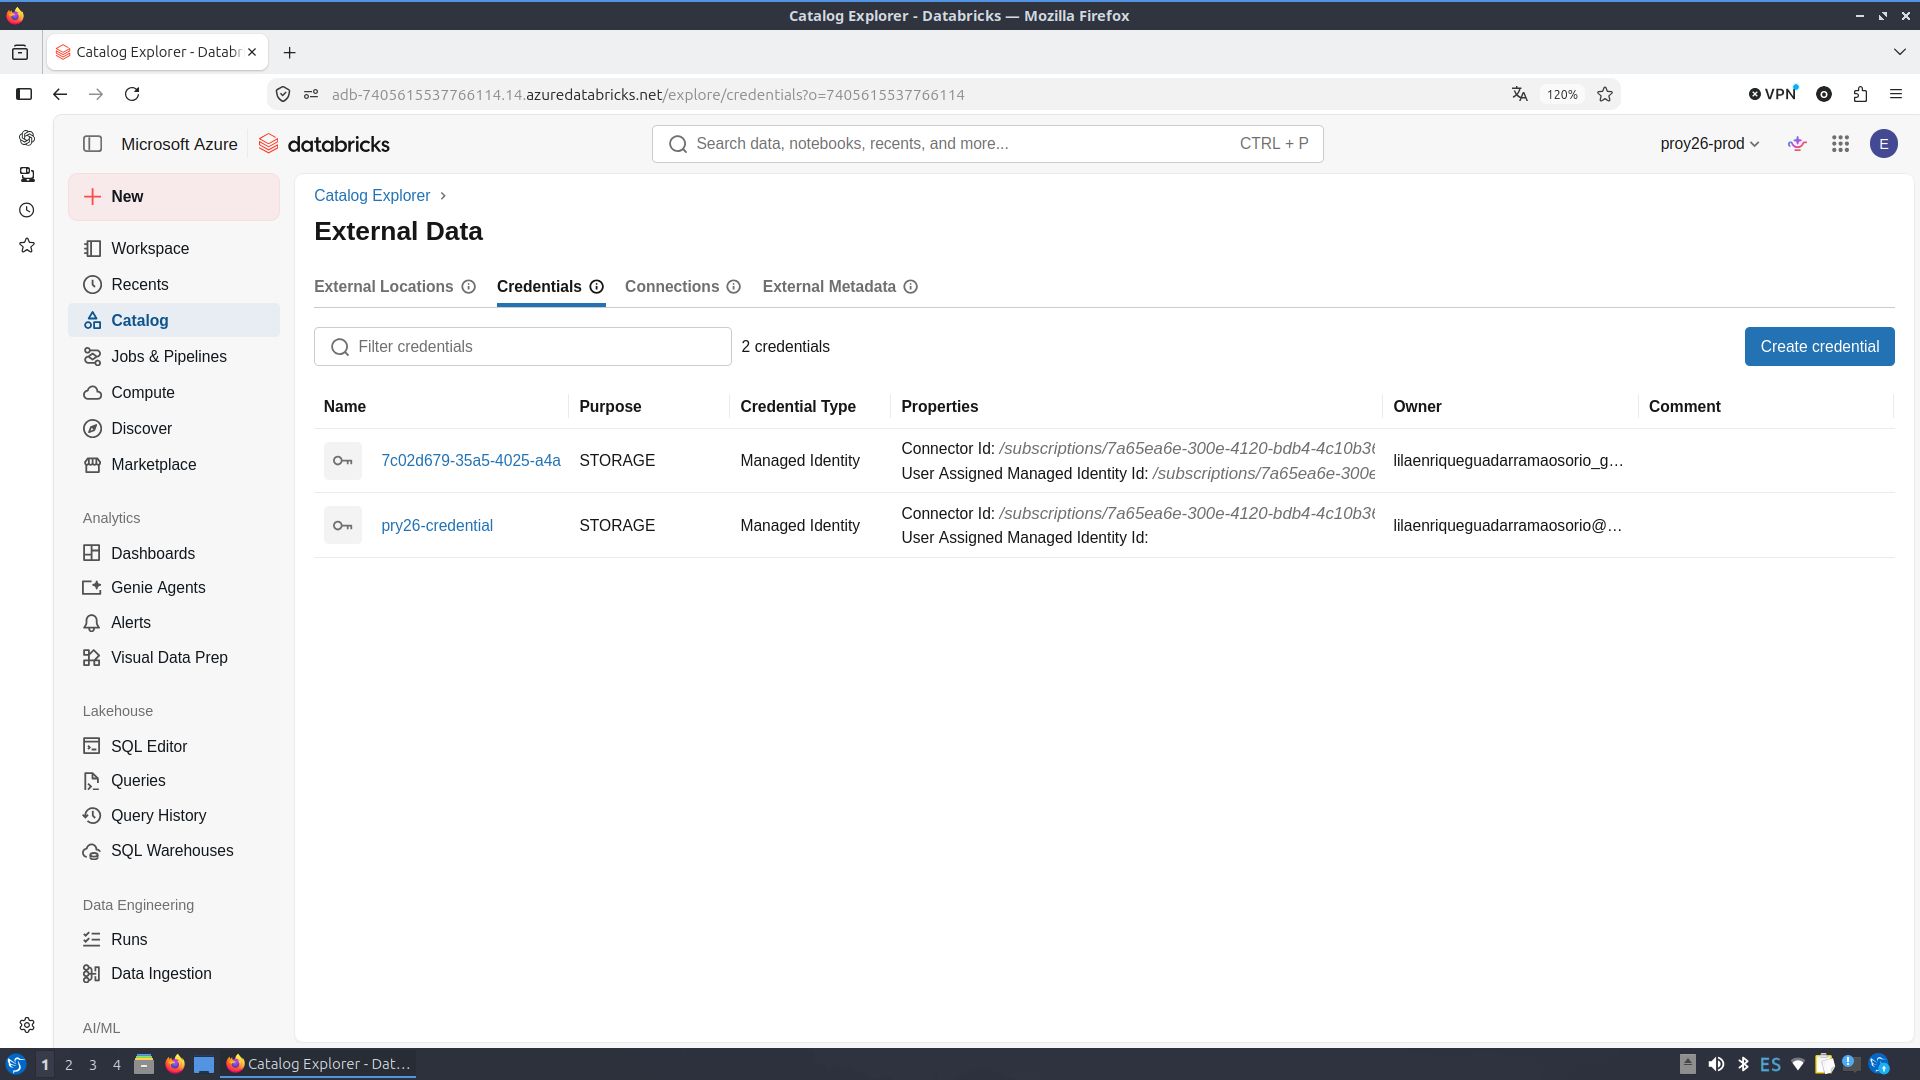 Catalog Explorer - Databricks — Mozilla Firefox
Catalog Explorer - Databr
adb-7405615537766114.14.azuredatabricks.net/explore/credentials?o=7405615537766114
120%
VPN
Microsoft Azure
databricks
Search data, notebooks, recents, and more...
CTRL + P
proy26-prod
E
New
Workspace
Recents
Catalog
Jobs & Pipelines
Compute
Discover
Marketplace
Analytics
Dashboards
Genie Agents
Alerts
Visual Data Prep
Lakehouse
SQL Editor
Queries
Query History
SQL Warehouses
Data Engineering
Runs
Data Ingestion
AI/ML
Catalog Explorer
External Data
External Locations
Credentials
Connections
External Metadata
Filter credentials
2 credentials
Create credential
Name Purpose Credential Type Properties Owner Comment
7c02d679-35a5-4025-a4a STORAGE Managed Identity Connector Id: /subscriptions/7a65ea6e-300e-4120-bdb4-4c10b36 lilaenriqueguadarramaosorio_g…
User Assigned Managed Identity Id: /subscriptions/7a65ea6e-300e
pry26-credential STORAGE Managed Identity Connector Id: /subscriptions/7a65ea6e-300e-4120-bdb4-4c10b36 lilaenriqueguadarramaosorio@…
User Assigned Managed Identity Id:
1 2 3 4 Catalog Explorer - Dat… ES